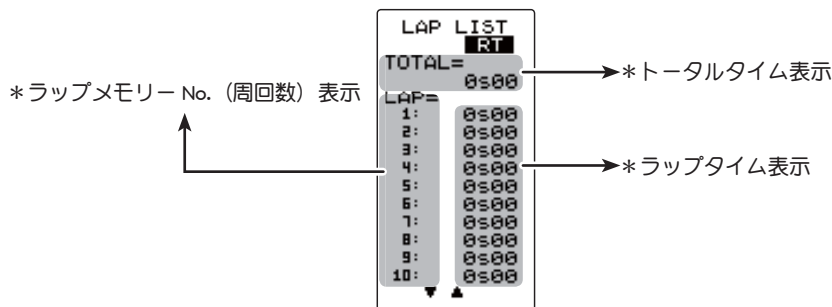 LAP LIST
RT
TOTAL=
0s00
LAP=
1: 0s00
2: 0s00
3: 0s00
4: 0s00
5: 0s00
6: 0s00
7: 0s00
8: 0s00
9: 0s00
10: 0s00
▼ ▲
＊トータルタイム表示
＊ラップメモリー No.（周回数）表示
＊ラップタイム表示